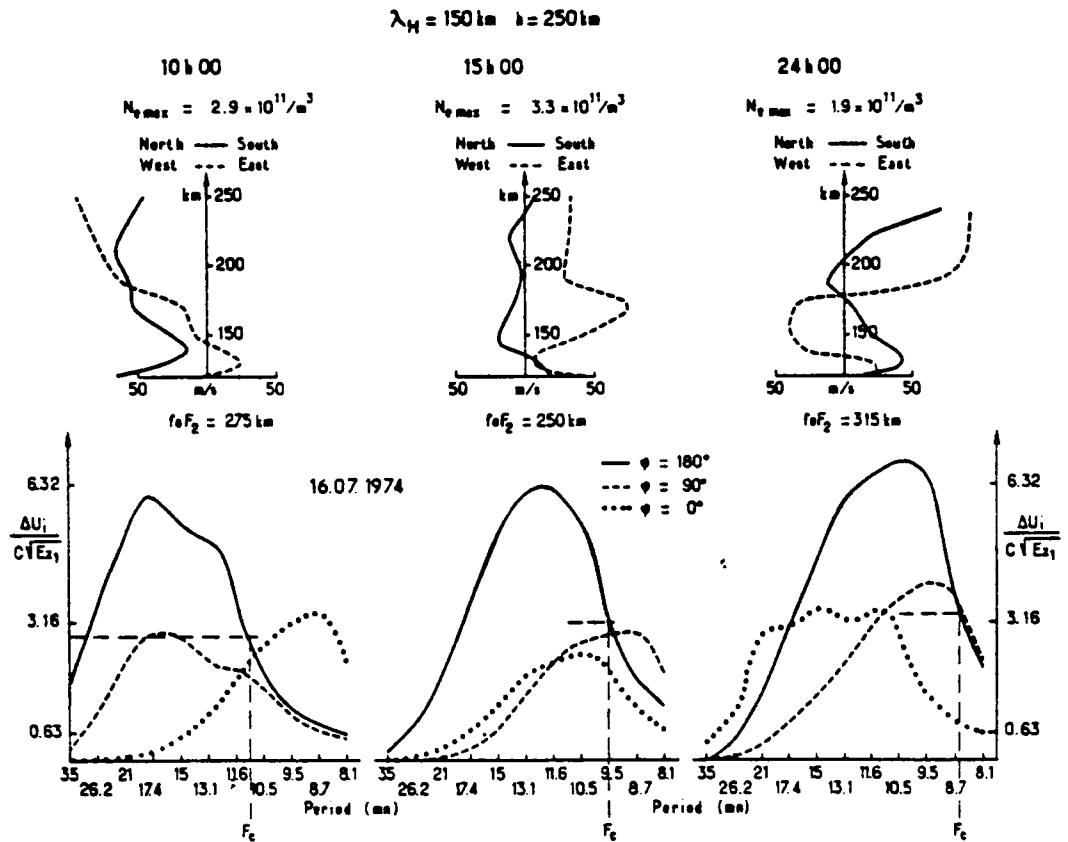 λH = 150 km h = 250 km
10h00
Ne max = 2.9 × 10^11/m^3
North — South
West --- East
km 250
200
150
50 m/s 50
foF2 = 275 km
15h00
Ne max = 3.3 × 10^11/m^3
North — South
West --- East
km 250
200
150
50 m/s 50
foF2 = 250 km
24h00
Ne max = 1.9 × 10^11/m^3
North — South
West --- East
km 250
200
150
50 m/s 50
foF2 = 315 km
16.07.1974
— φ = 180°
--- φ = 90°
••• φ = 0°
ΔUi / C√Ez1
6.32
3.16
0.63
35 26.2 21 17.4 15 13.1 11.6 10.5 9.5 8.7 8.1
Period (mn)
Fc
35 26.2 21 17.4 15 13.1 11.6 10.5 9.5 8.7 8.1
Fc
35 26.2 21 17.4 15 13.1 11.6 10.5 9.5 8.7 8.1
Period (mn)
Fc
6.32
3.16
0.63
ΔUi / C√Ez1